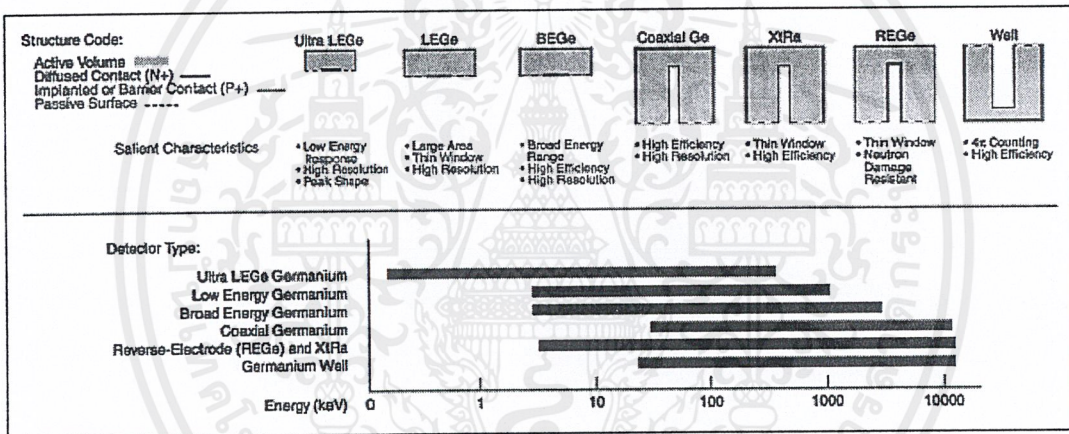 Structure Code:
Active Volume
Diffused Contact (N+)
Implanted or Barrier Contact (P+)
Passive Surface
Ultra LEGe
LEGe
BEGe
Coaxial Ge
XtRa
REGe
Well
Salient Characteristics
• Low Energy
Response
• High Resolution
• Peak Shape
• Large Area
• Thin Window
• High Resolution
• Broad Energy
Range
• High Efficiency
• High Resolution
• High Efficiency
• High Resolution
• Thin Window
• High Efficiency
• Thin Window
• Neutron
Damage
Resistant
• 4π Counting
• High Efficiency
Detector Type:
Ultra LEGe Germanium
Low Energy Germanium
Broad Energy Germanium
Coaxial Germanium
Reverse-Electrode (REGe) and XtRa
Germanium Well
Energy (keV)
0 1 10 100 1000 10000